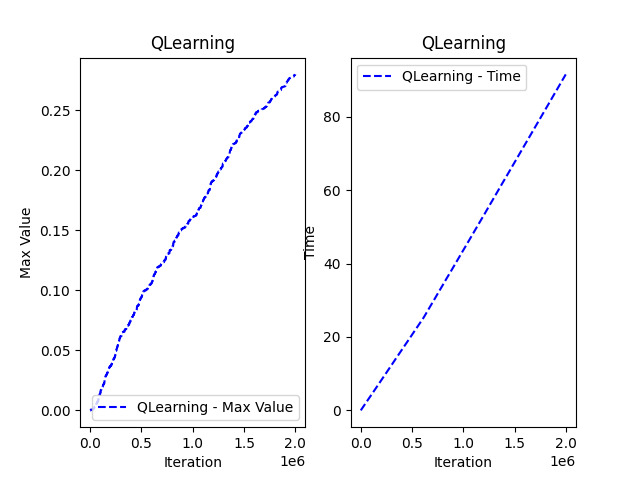 QLearning
Max Value
0.25
0.20
0.15
0.10
0.05
0.00
QLearning - Max Value
0.0 0.5 1.0 1.5 2.0
1e6
Iteration
QLearning
Time
80
60
40
20
0
QLearning - Time
0.0 0.5 1.0 1.5 2.0
1e6
Iteration